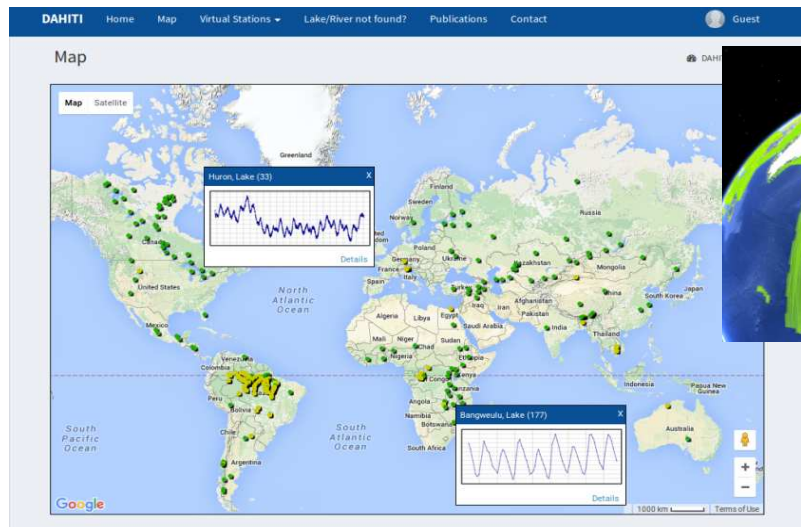 DAHITI Home Map Virtual Stations Lake/River not found? Publications Contact Guest
Map
Map Satellite
Greenland
Huron, Lake (33) X
Details
Finland
Sweden
Norway
Russia
Canada
Poland
Germany
Ukraine
France
Italy
Kazakhstan
Mongolia
Spain
United States
North
Atlantic
Ocean
Iraq
Iran
Afghanistan
Pakistan
China
South Korea
Japan
Algeria
Libya
Egypt
Saudi Arabia
Mexico
India
Thailand
Mali
Niger
Chad
Sudan
Nigeria
Ethiopia
Venezuela
Colombia
Kenya
Indonesia
Papua New
Guinea
Peru
Bolivia
Tanzania
Angola
Namibia
Botswana
South Africa
South
Pacific
Ocean
Chile
Argentina
South
Atlantic
Ocean
Bangweulu, Lake (177) X
Details
Australia
Google
1000 km Terms of Use